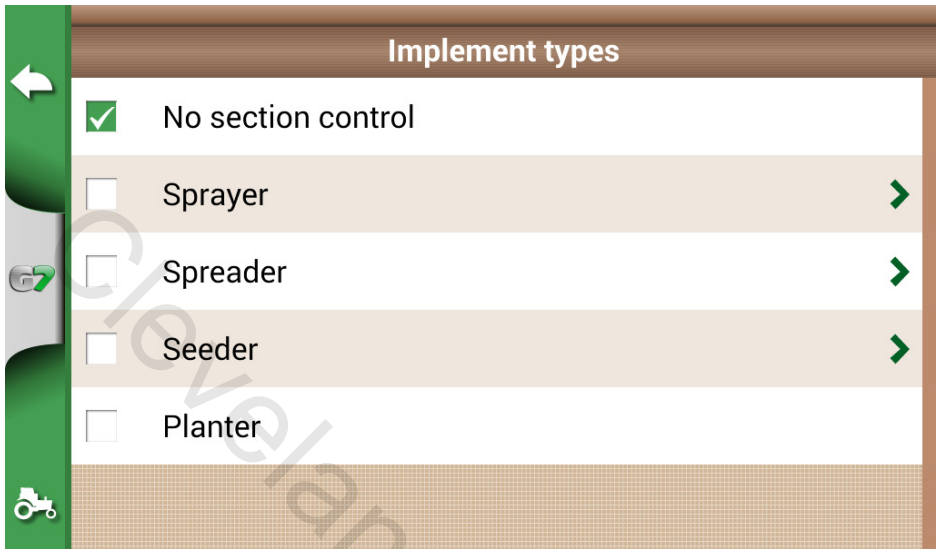 Implement types
No section control
Sprayer
Spreader
G7
Seeder
Planter
Clevelan